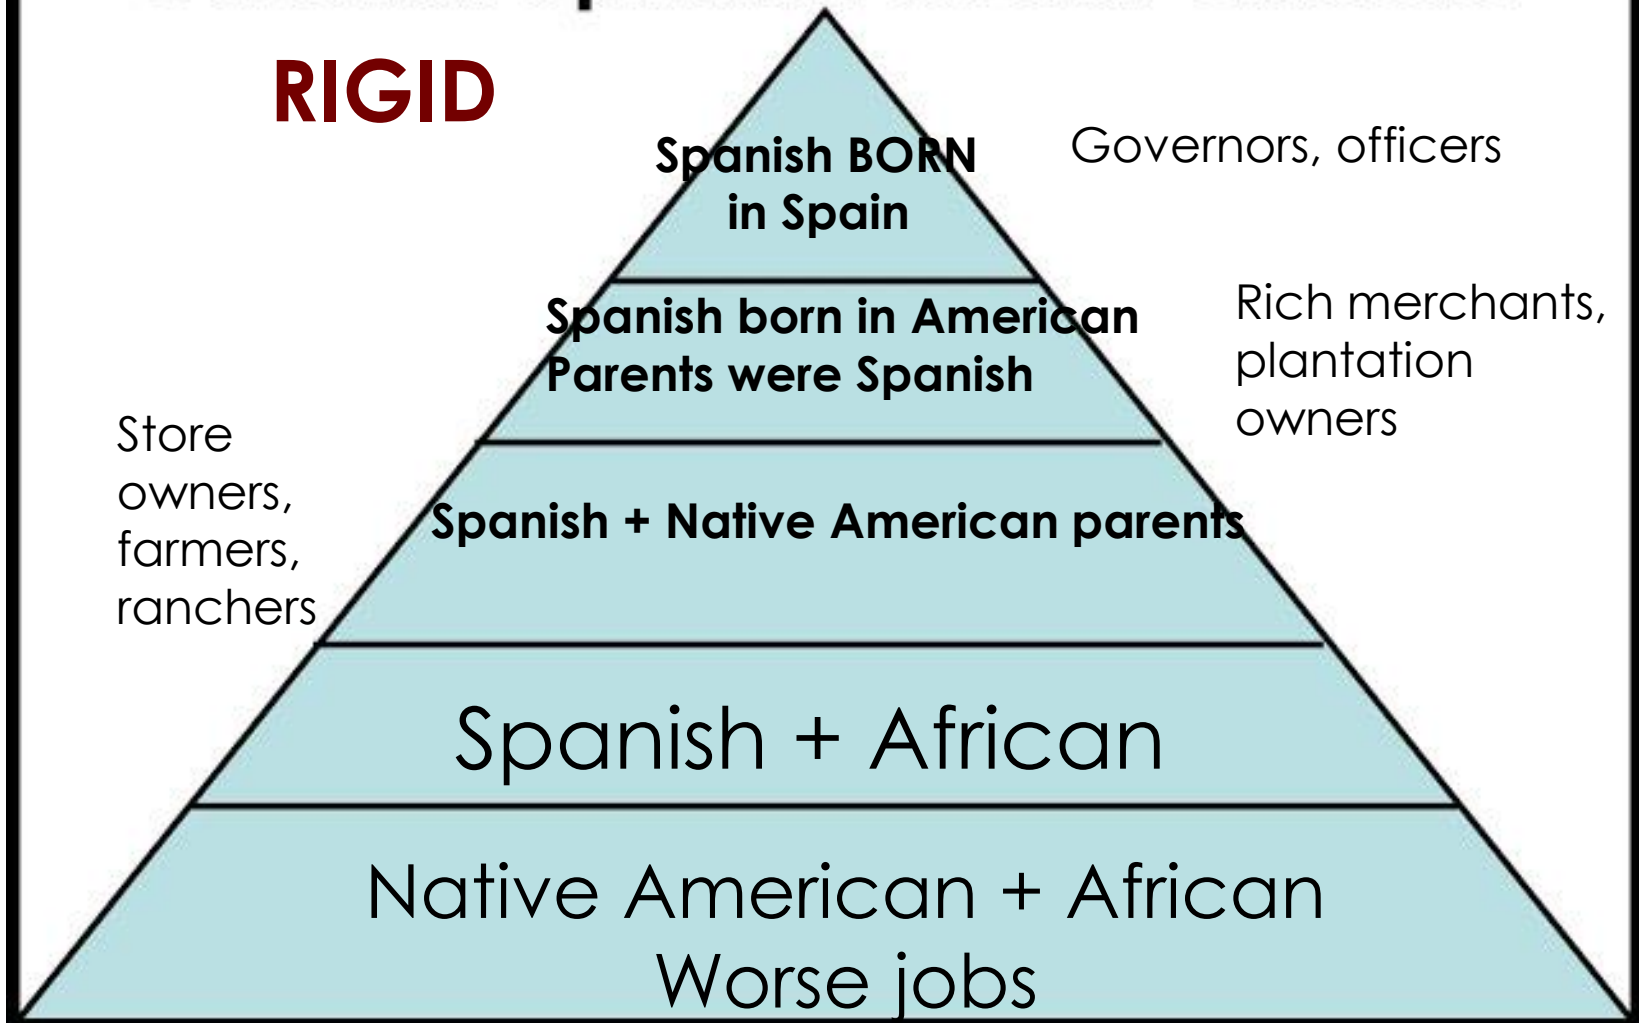 RIGID
Spanish BORN
in Spain
Governors, officers
Spanish born in American
Parents were Spanish
Rich merchants,
plantation
owners
Store
owners,
farmers,
ranchers
Spanish + Native American parents
Spanish + African
Native American + African
Worse jobs